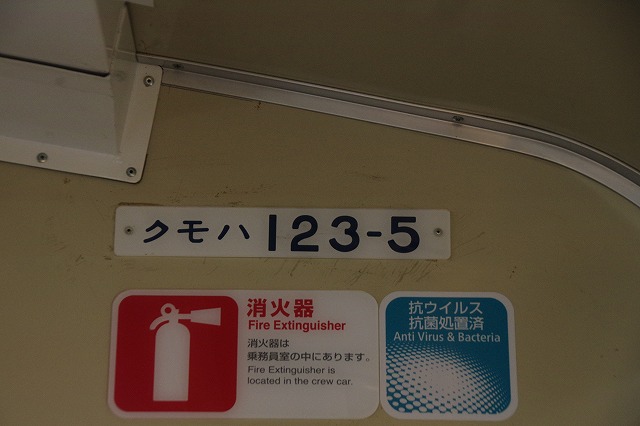 クモハ 123-5
消火器
Fire Extinguisher
消火器は
乗務員室の中にあります。
Fire Extinguisher is
located in the crew car.
抗ウイルス
抗菌処置済
Anti Virus & Bacteria